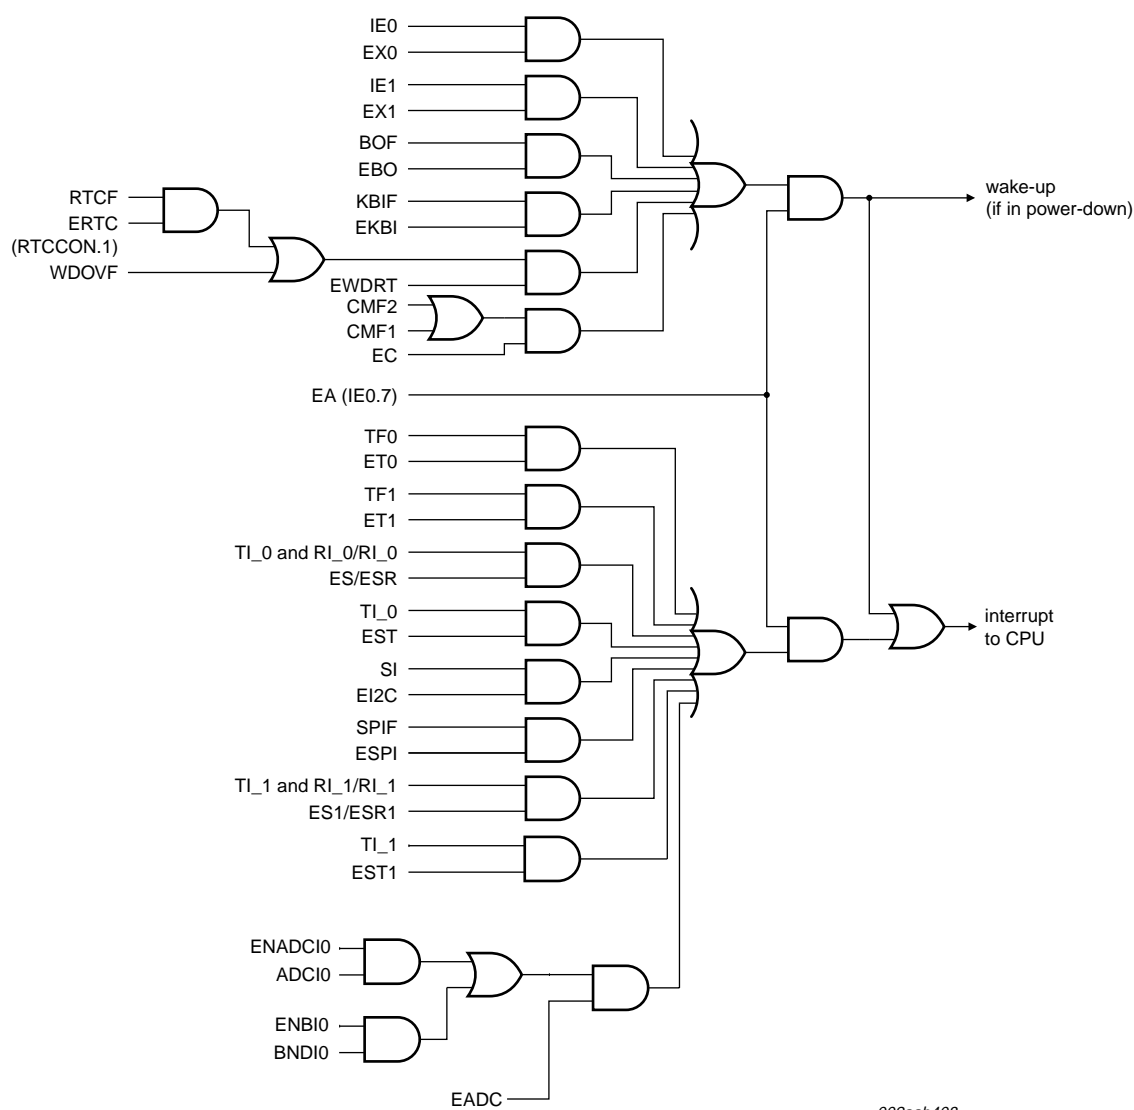 IE0
EX0
IE1
EX1
BOF
EBO
KBIF
EKBI
RTCF
ERTC
(RTCCON.1)
WDOVF
EWDRT
CMF2
CMF1
EC
EA (IE0.7)
wake-up
(if in power-down)
TF0
ET0
TF1
ET1
TI_0 and RI_0/RI_0
ES/ESR
TI_0
EST
SI
EI2C
SPIF
ESPI
TI_1 and RI_1/RI_1
ES1/ESR1
TI_1
EST1
interrupt
to CPU
ENADCI0
ADCI0
ENBI0
BNDI0
EADC